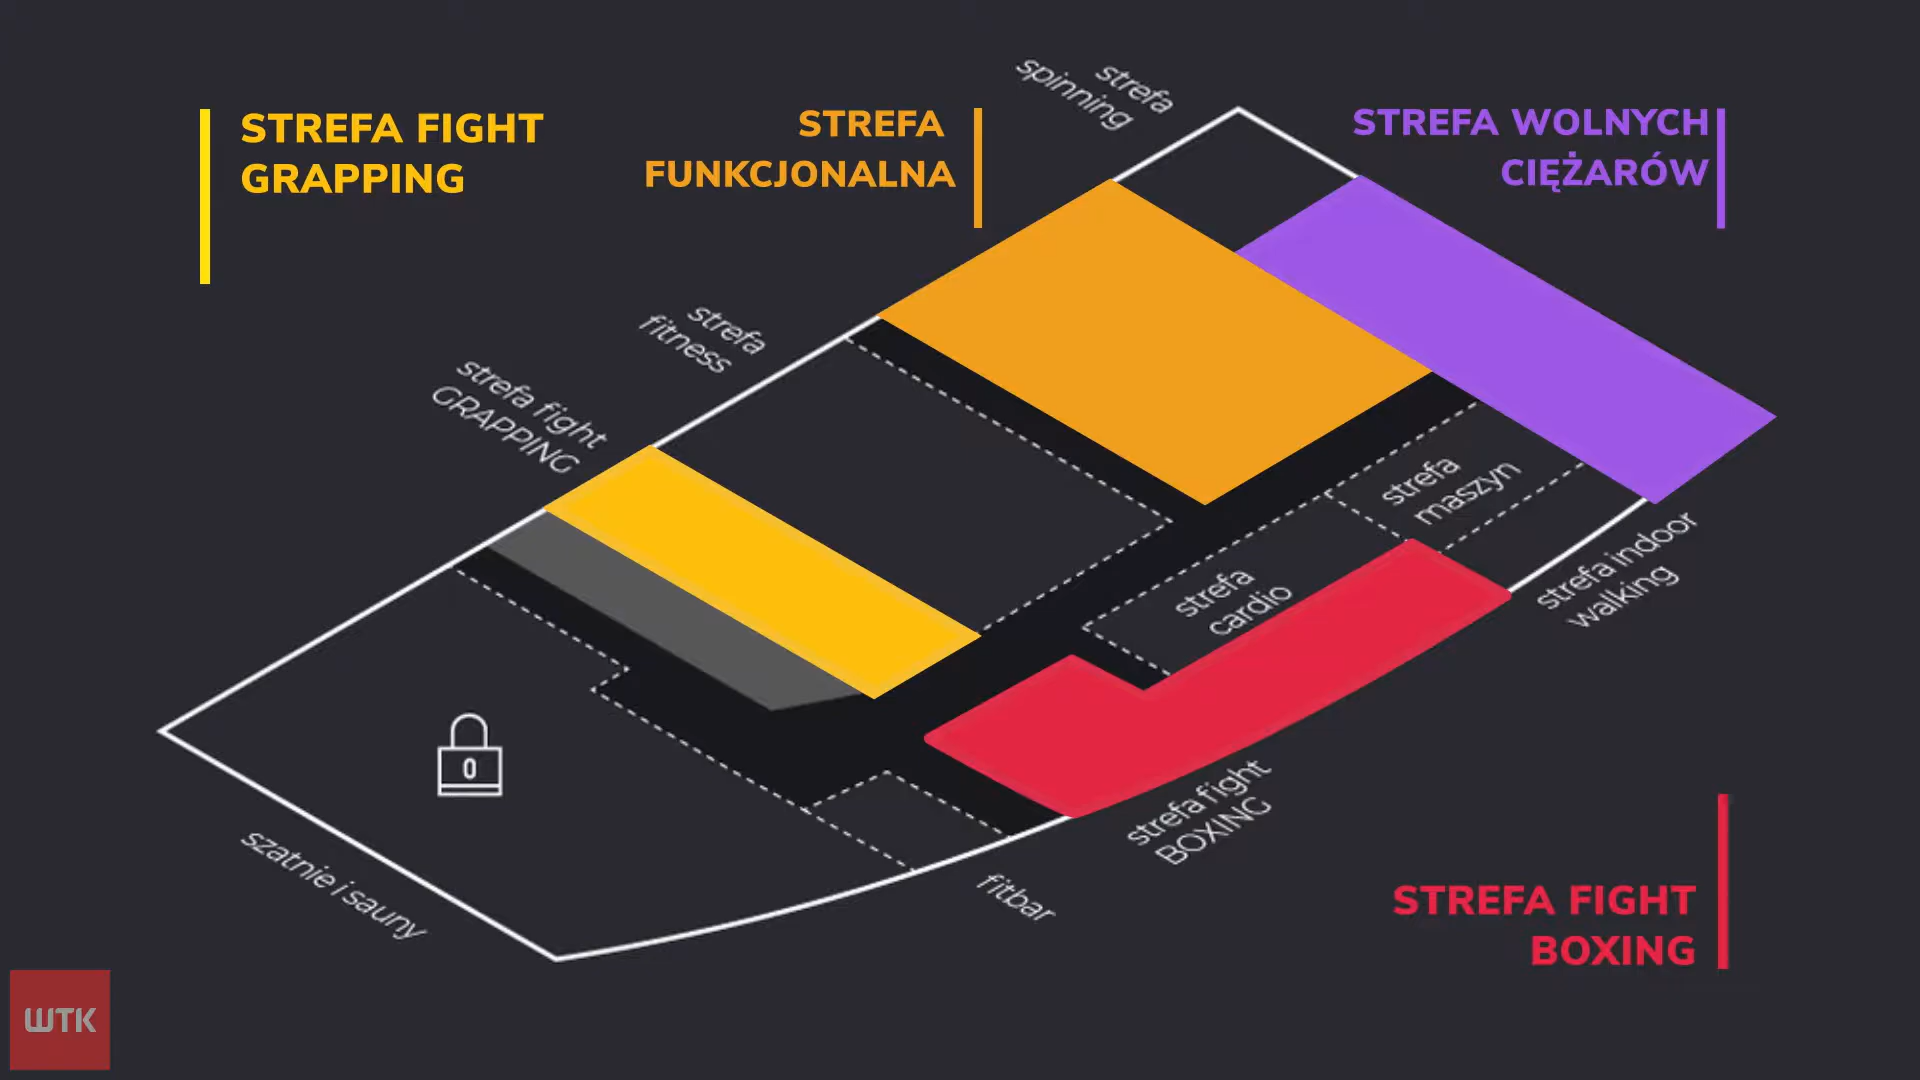 STREFA FIGHT
GRAPPING
STREFA
FUNKCJONALNA
strefa
spinning
STREFA WOLNYCH
CIĘŻARÓW
strefa
fitness
strefa fight
GRAPPING
strefa
maszyn
strefa
cardio
strefa indoor
walking
strefa fight
BOXING
szatnie i sauny
fitbar
STREFA FIGHT
BOXING
WTK